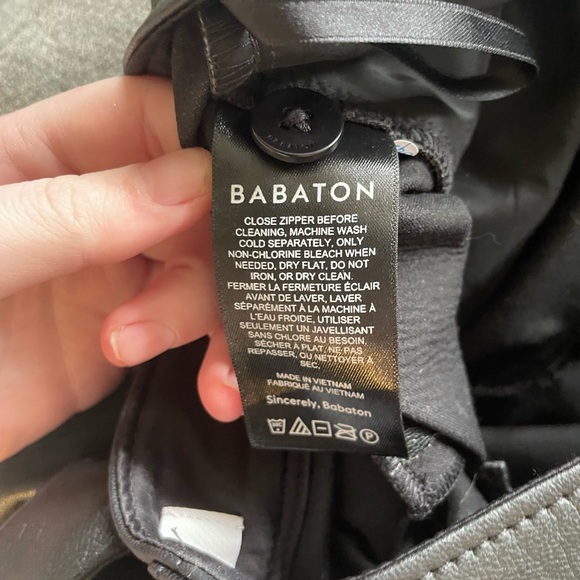 BABATON
CLOSE ZIPPER BEFORE
CLEANING, MACHINE WASH
COLD SEPARATELY, ONLY
NON-CHLORINE BLEACH WHEN
NEEDED, DRY FLAT, DO NOT
IRON, OR DRY CLEAN.
FERMER LA FERMETURE ÉCLAIR
AVANT DE LAVER, LAVER
SÉPARÉMENT À LA MACHINE À
L'EAU FROIDE, UTILISER
SEULEMENT UN JAVELLISANT
SANS CHLORE AU BESOIN,
SÉCHER À PLAT, NE PAS
REPASSER, OU NETTOYER À
SEC.
MADE IN VIETNAM
FABRIQUÉ AU VIETNAM
Sincerely, Babaton
P